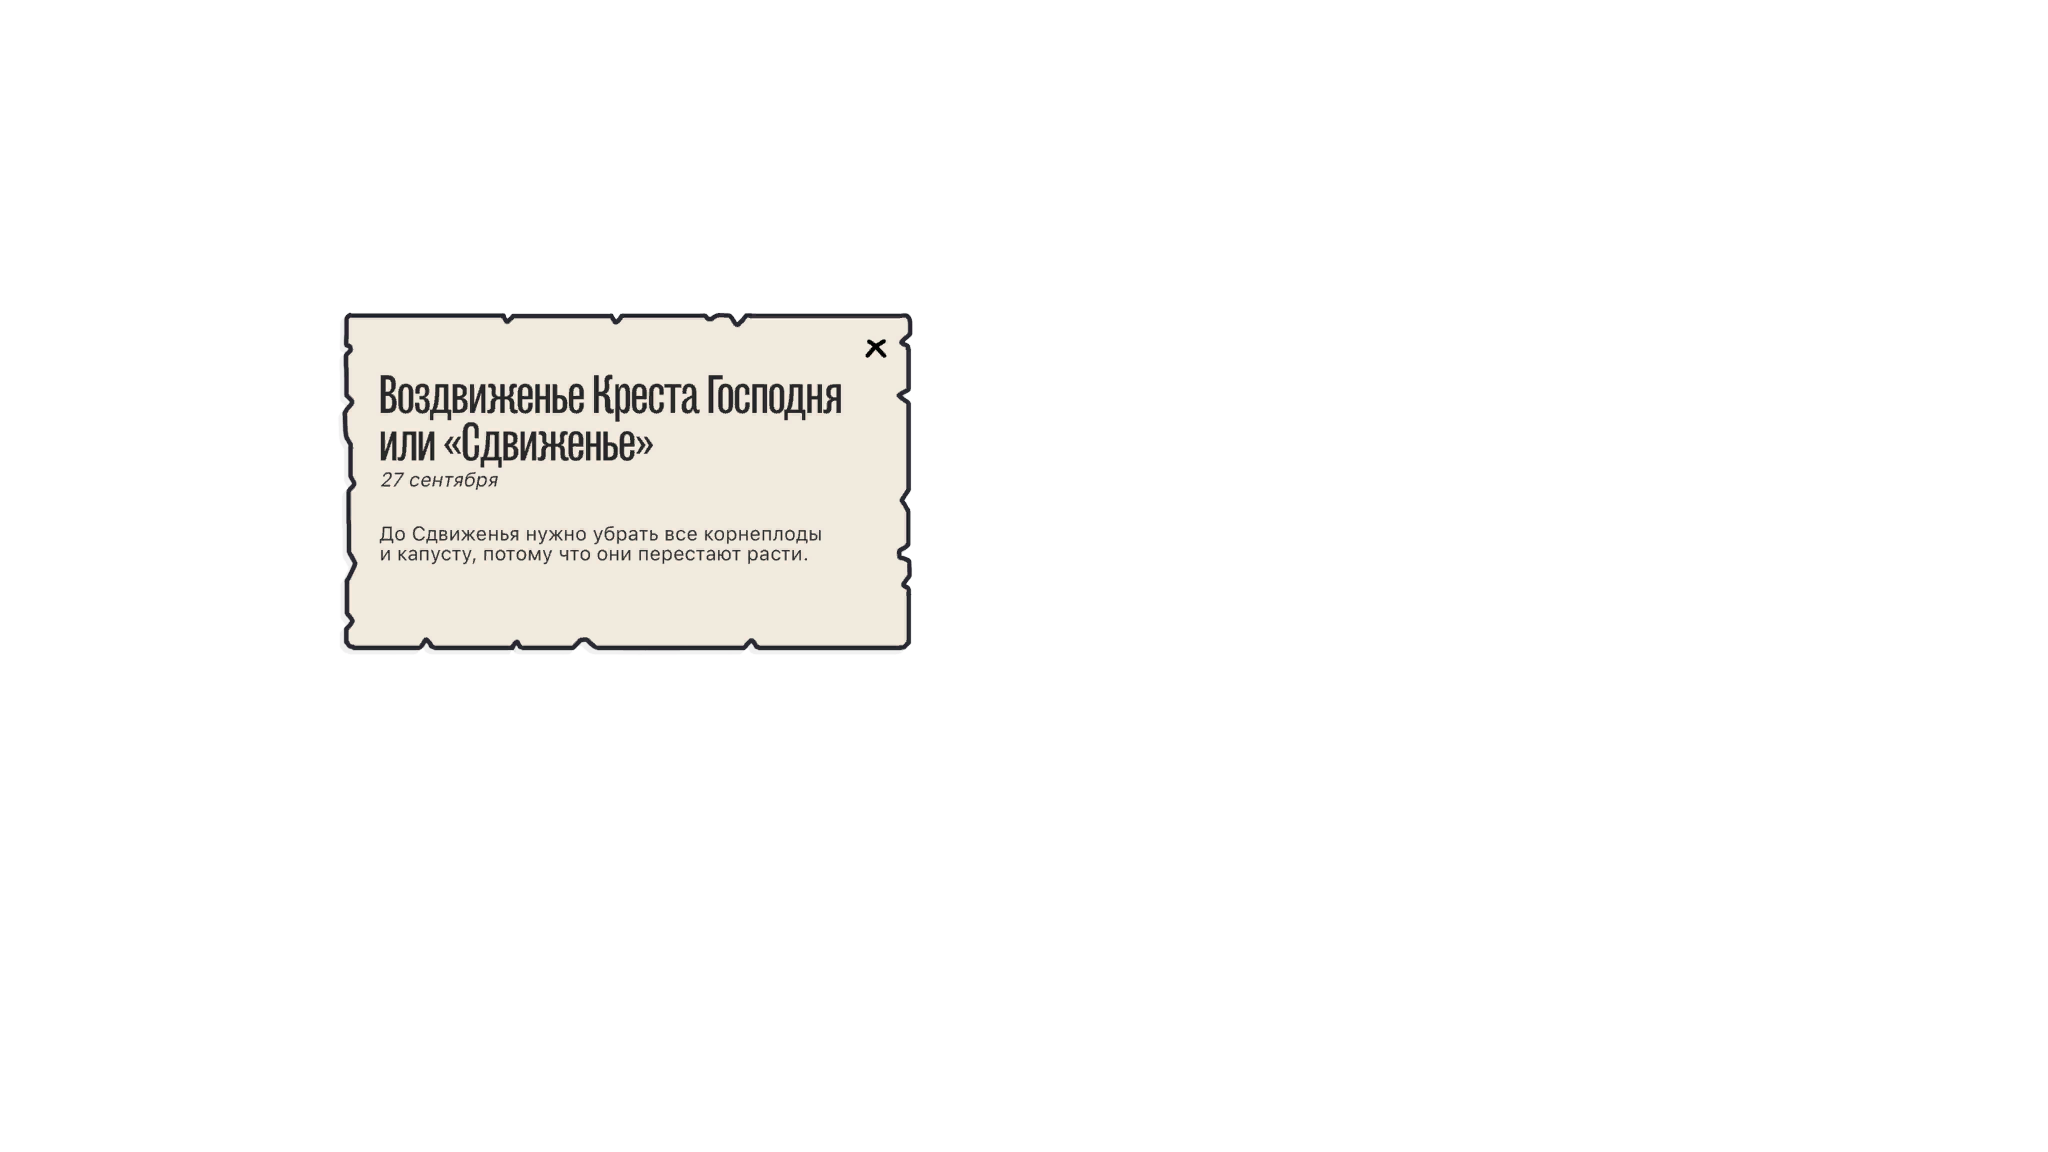 Воздвиженье Креста Господня
или «Сдвиженье»
27 сентября
До Сдвиженья нужно убрать все корнеплоды
и капусту, потому что они перестают расти.